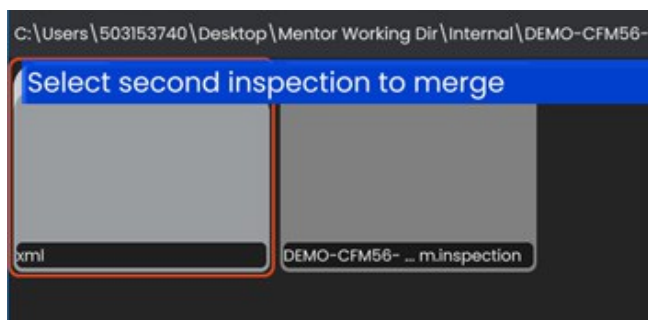 C:\Users\503153740\Desktop\Mentor Working Dir\Internal\DEMO-CFM56-
Select second inspection to merge
xml
DEMO-CFM56- ... m.inspection